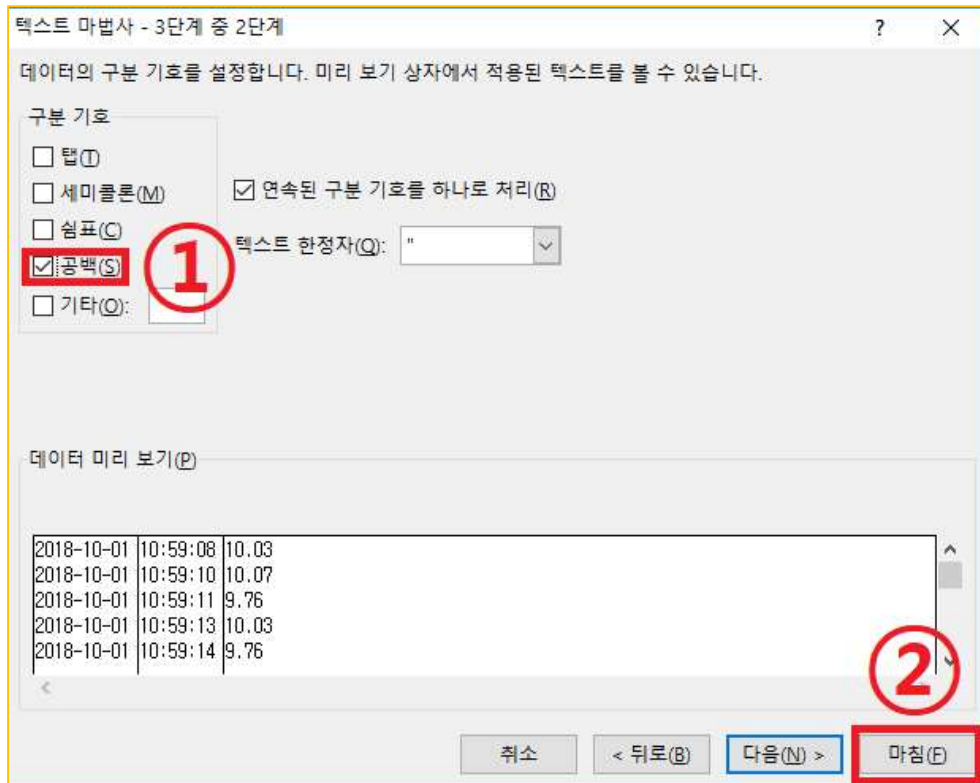 텍스트 마법사 - 3단계 중 2단계 ? ×
데이터의 구분 기호를 설정합니다. 미리 보기 상자에서 적용된 텍스트를 볼 수 있습니다.
구분 기호
탭(T)
세미콜론(M)
쉼표(C)
공백(S)
기타(O):
①
연속된 구분 기호를 하나로 처리(R)
텍스트 한정자(Q): "
데이터 미리 보기(P)
2018-10-01 10:59:08 10.03
2018-10-01 10:59:10 10.07
2018-10-01 10:59:11 9.76
2018-10-01 10:59:13 10.03
2018-10-01 10:59:14 9.76
②
취소 < 뒤로(B) 다음(N) > 마침(F)